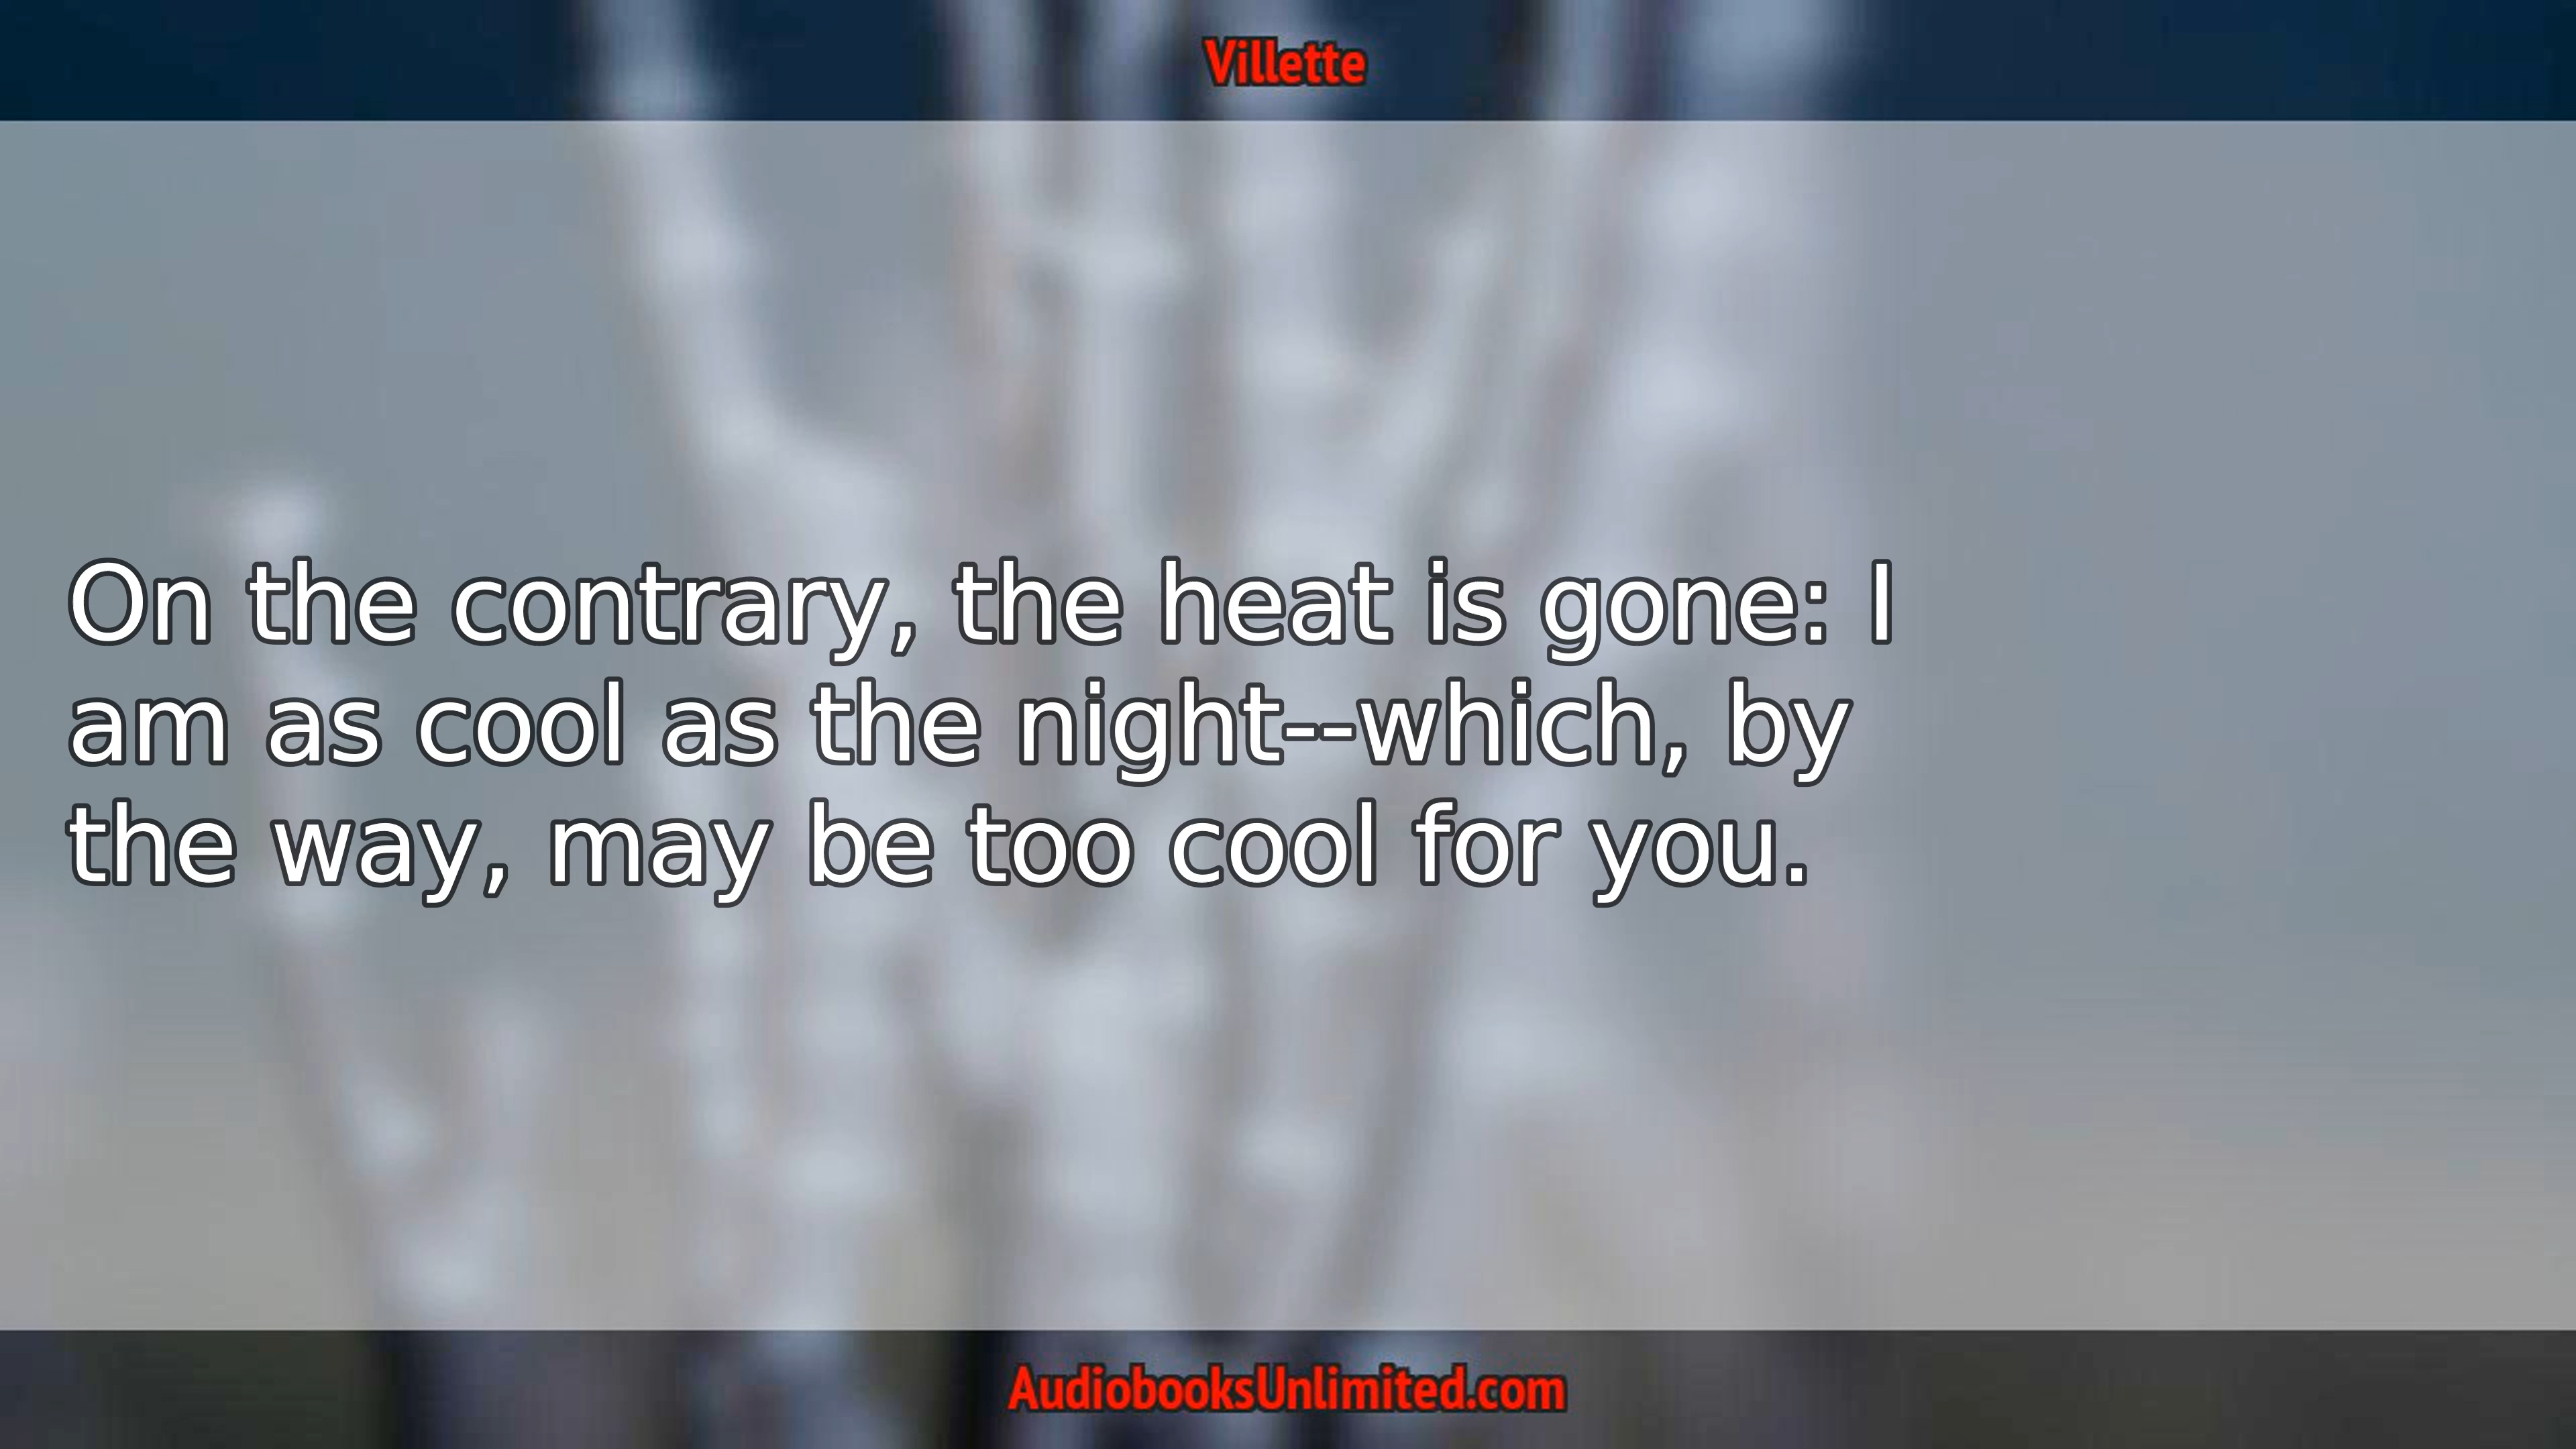 Villette
On the contrary, the heat is gone: I
am as cool as the night--which, by
the way, may be too cool for you.
AudiobooksUnlimited.com